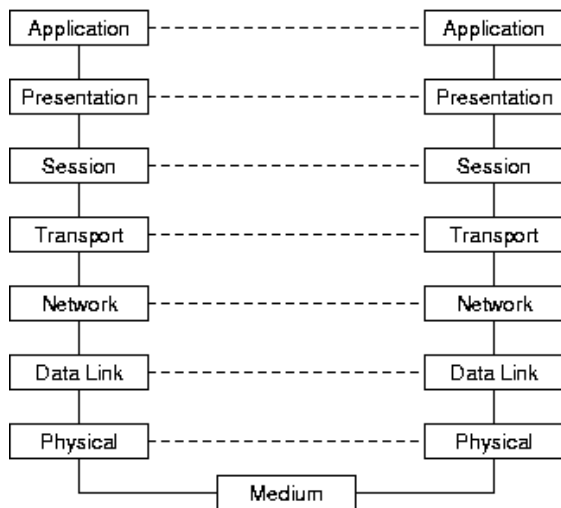 Application Application
Presentation Presentation
Session Session
Transport Transport
Network Network
Data Link Data Link
Physical Physical
Medium